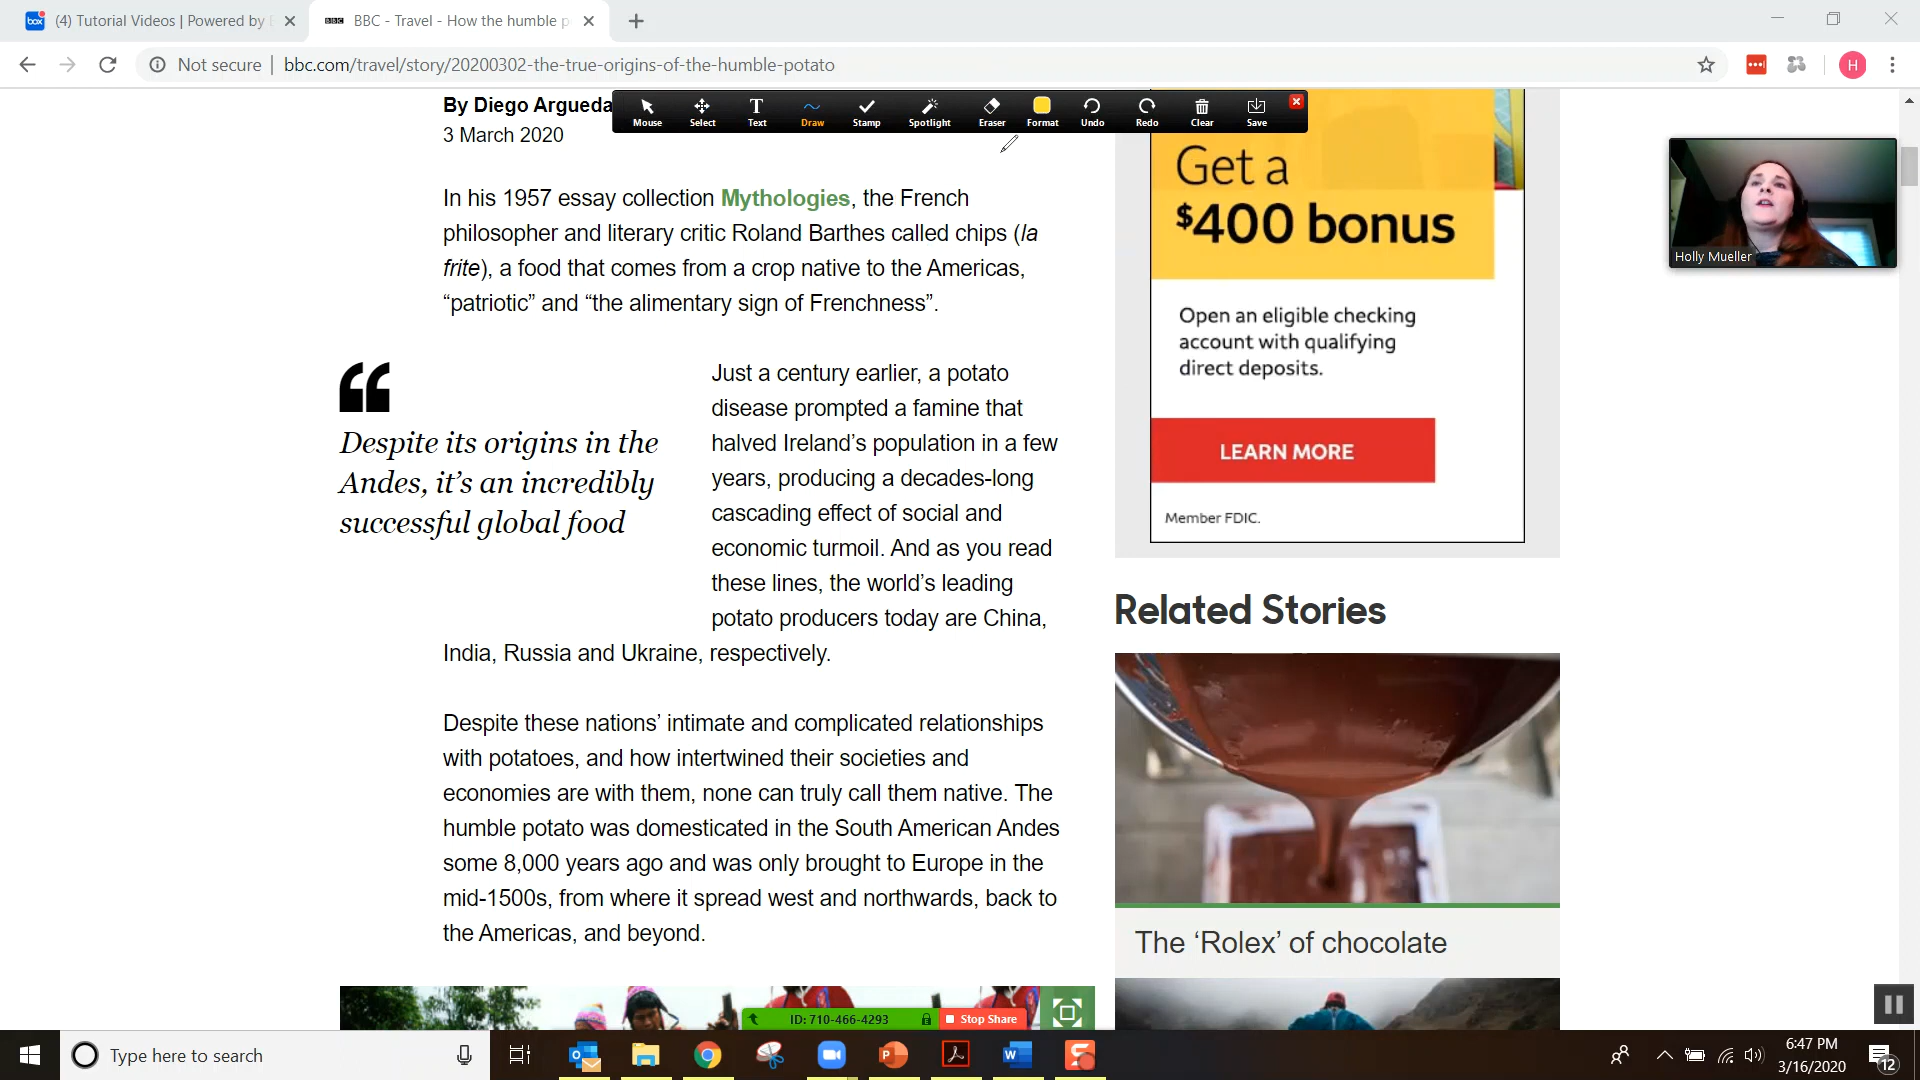 (4) Tutorial Videos | Powered by
BBC - Travel - How the humble
Not secure
bbc.com/travel/story/20200302-the-true-origins-of-the-humble-potato
H
Mouse
Select
Text
Draw
Stamp
Spotlight
Eraser
Format
Undo
Redo
Clear
Save
By Diego Argueda
3 March 2020
In his 1957 essay collection Mythologies, the French
philosopher and literary critic Roland Barthes called chips (la
frite), a food that comes from a crop native to the Americas,
“patriotic” and “the alimentary sign of Frenchness”.
“
Despite its origins in the
Andes, it’s an incredibly
successful global food
Just a century earlier, a potato
disease prompted a famine that
halved Ireland’s population in a few
years, producing a decades-long
cascading effect of social and
economic turmoil. And as you read
these lines, the world’s leading
potato producers today are China,
India, Russia and Ukraine, respectively.
Despite these nations’ intimate and complicated relationships
with potatoes, and how intertwined their societies and
economies are with them, none can truly call them native. The
humble potato was domesticated in the South American Andes
some 8,000 years ago and was only brought to Europe in the
mid-1500s, from where it spread west and northwards, back to
the Americas, and beyond.
Get a
$400 bonus
Open an eligible checking
account with qualifying
direct deposits.
LEARN MORE
Member FDIC.
Related Stories
The ‘Rolex’ of chocolate
Holly Mueller
ID: 710-466-4293
Stop Share
Type here to search
6:47 PM
3/16/2020
12